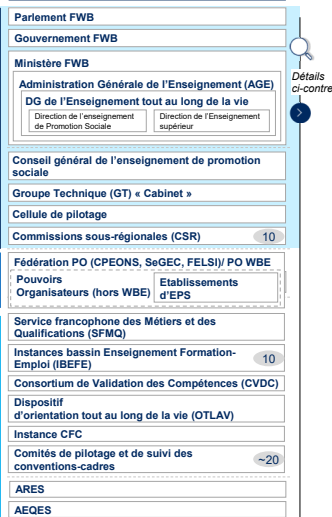 Parlement FWB
Gouvernement FWB
Ministère FWB
Administration Générale de l'Enseignement (AGE)
DG de l'Enseignement tout au long de la vie
Direction de l'enseignement
de Promotion Sociale
Direction de l'Enseignement
supérieur
Détails
ci-contre
Conseil général de l'enseignement de promotion
sociale
Groupe Technique (GT) « Cabinet »
Cellule de pilotage
Commissions sous-régionales (CSR)
10
Fédération PO (CPEONS, SeGEC, FELSI)/ PO WBE
Pouvoirs
Organisateurs (hors WBE)
Etablissements
d'EPS
Service francophone des Métiers et des
Qualifications (SFMQ)
Instances bassin Enseignement Formation-
Emploi (IBEFE)
10
Consortium de Validation des Compétences (CVDC)
Dispositif
d'orientation tout au long de la vie (OTLAV)
Instance CFC
Comités de pilotage et de suivi des
conventions-cadres
~20
ARES
AEQES